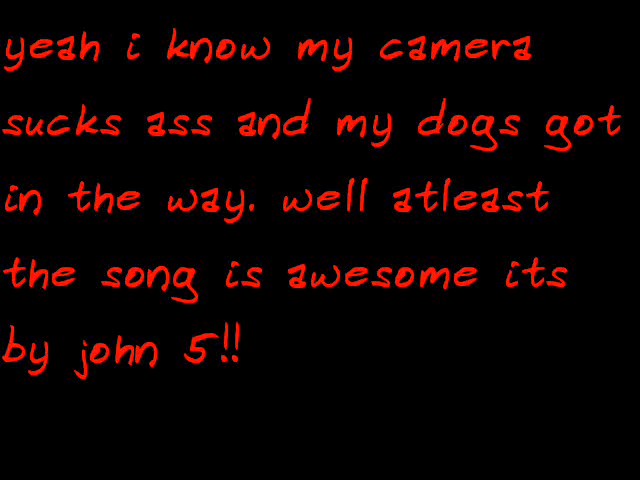 yeah i know my camera
sucks ass and my dogs got
in the way. well atleast
the song is awesome its
by john 5!!